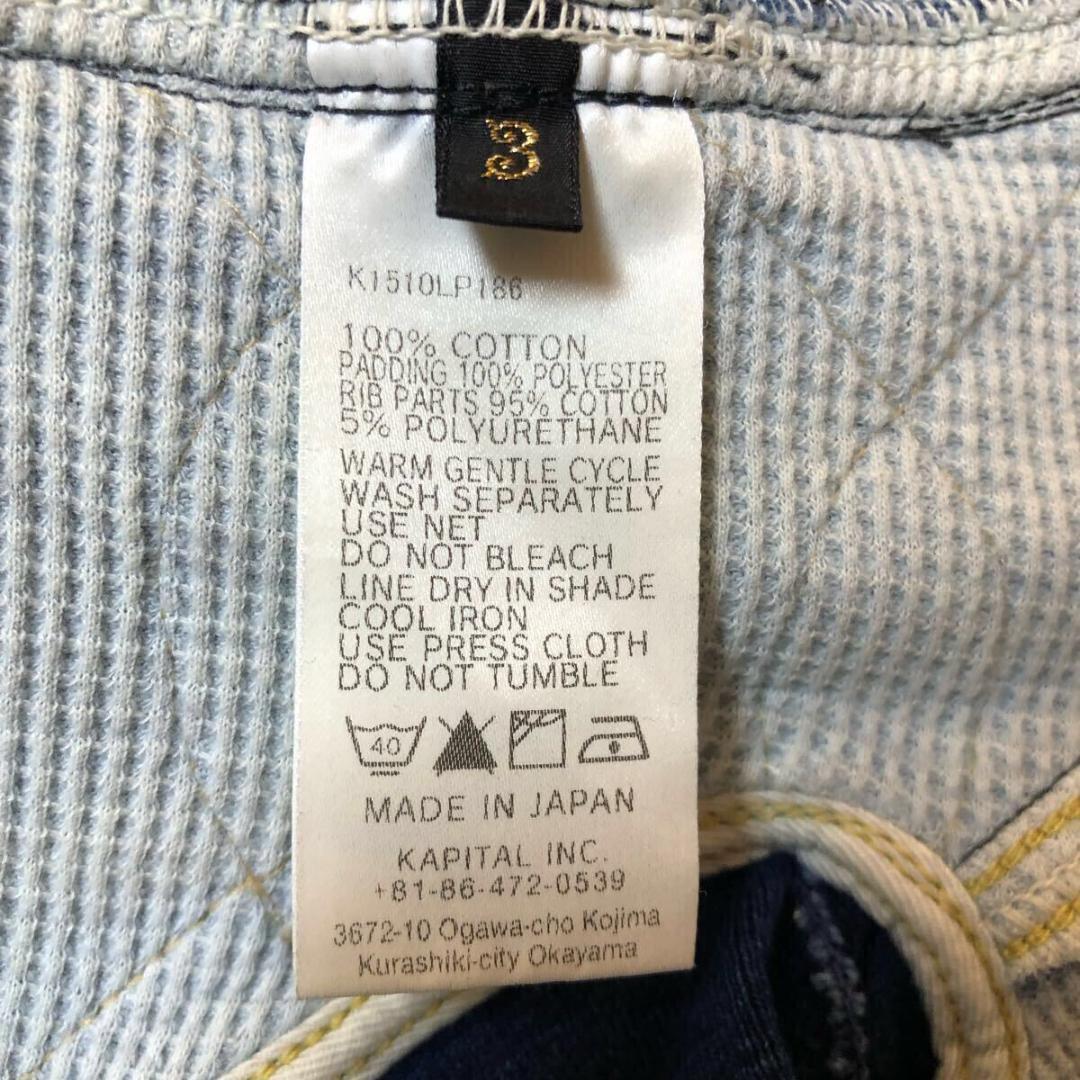 3
K1510LP186
100% COTTON
PADDING 100% POLYESTER
RIB PARTS 95% COTTON
5% POLYURETHANE
WARM GENTLE CYCLE
WASH SEPARATELY
USE NET
DO NOT BLEACH
LINE DRY IN SHADE
COOL IRON
USE PRESS CLOTH
DO NOT TUMBLE
40
MADE IN JAPAN
KAPITAL INC.
+81-86-472-0539
3672-10 Ogawa-cho Kojima
Kurashiki-city Okayama